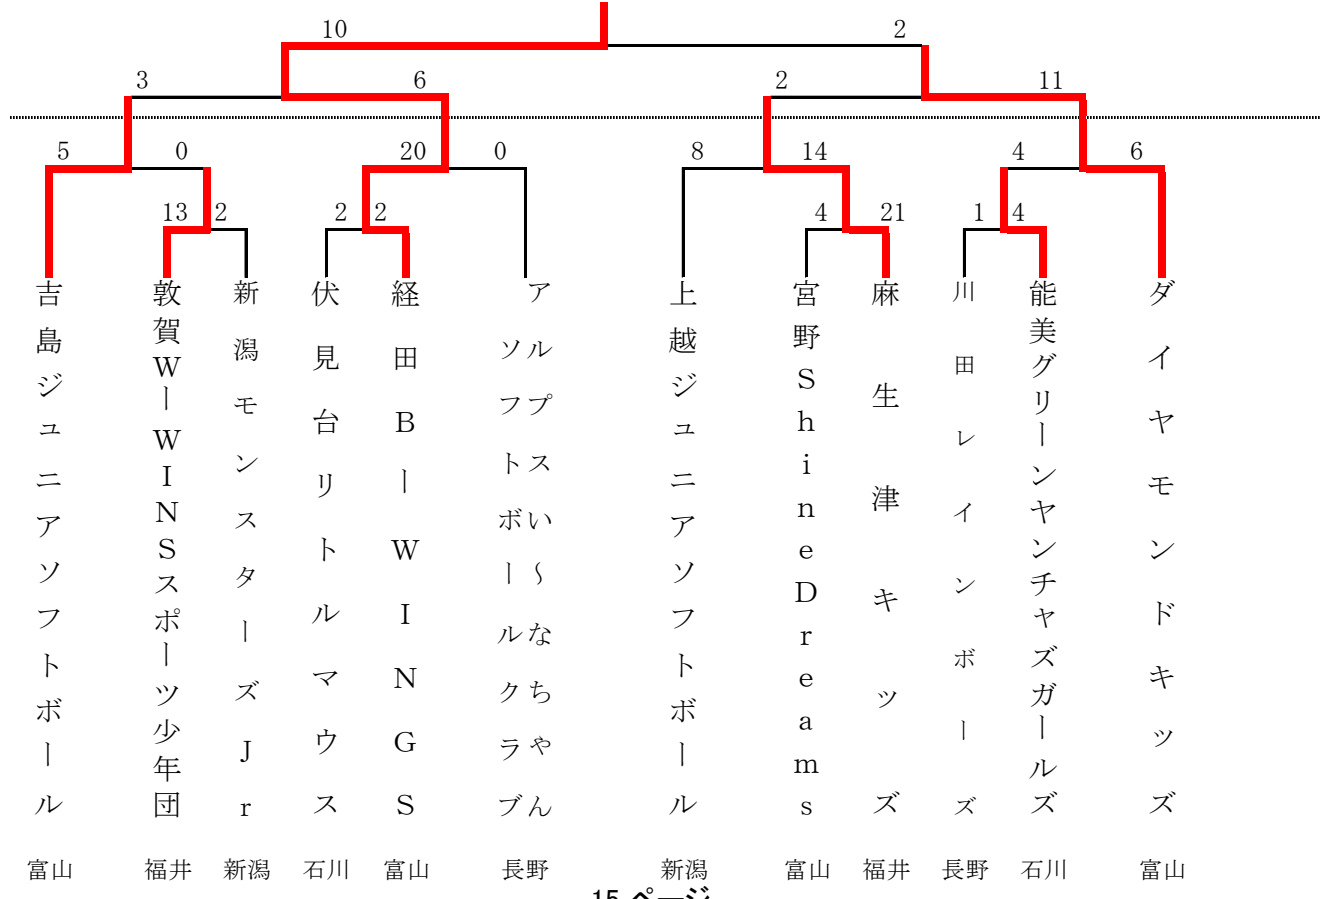 10 2
3 6 2 11
5 0 20 0 8 14 4 6
13 2 2 2 4 21 1 4
吉島ジュニアソフトボール
敦賀W－WINSスポーツ少年団
新潟モンスターズJr
伏見台リトルマウス
経田B－WINGS
アルプスい～なちゃん
ソフトボールクラブ
上越ジュニアソフトボール
宮野ShineDreams
麻生津キッズ
川田レインボーズ
能美グリーンヤンチャズガールズ
ダイヤモンドキッズ
富山 福井 新潟 石川 富山 長野 新潟 富山 福井 長野 石川 富山
15 ページ